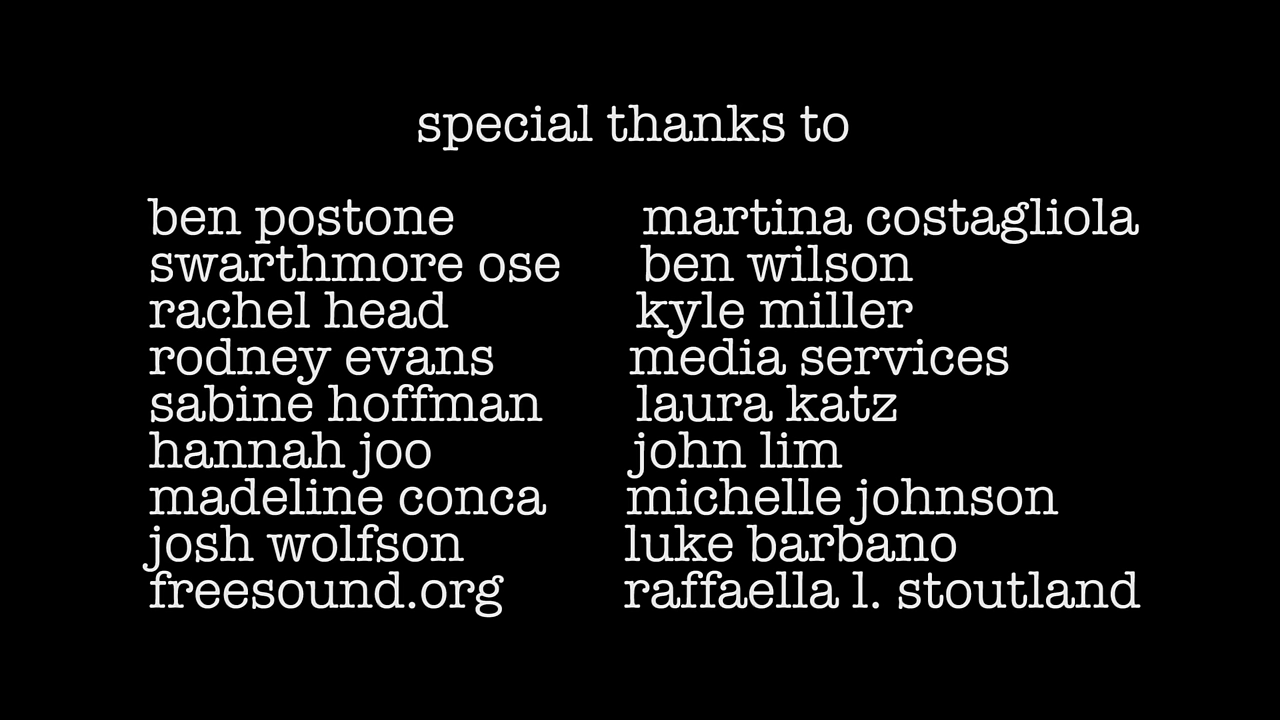 special thanks to
ben postone martina costagliola
swarthmore ose ben wilson
rachel head kyle miller
rodney evans media services
sabine hoffman laura katz
hannah joo john lim
madeline conca michelle johnson
josh wolfson luke barbano
freesound.org raffaella l. stoutland